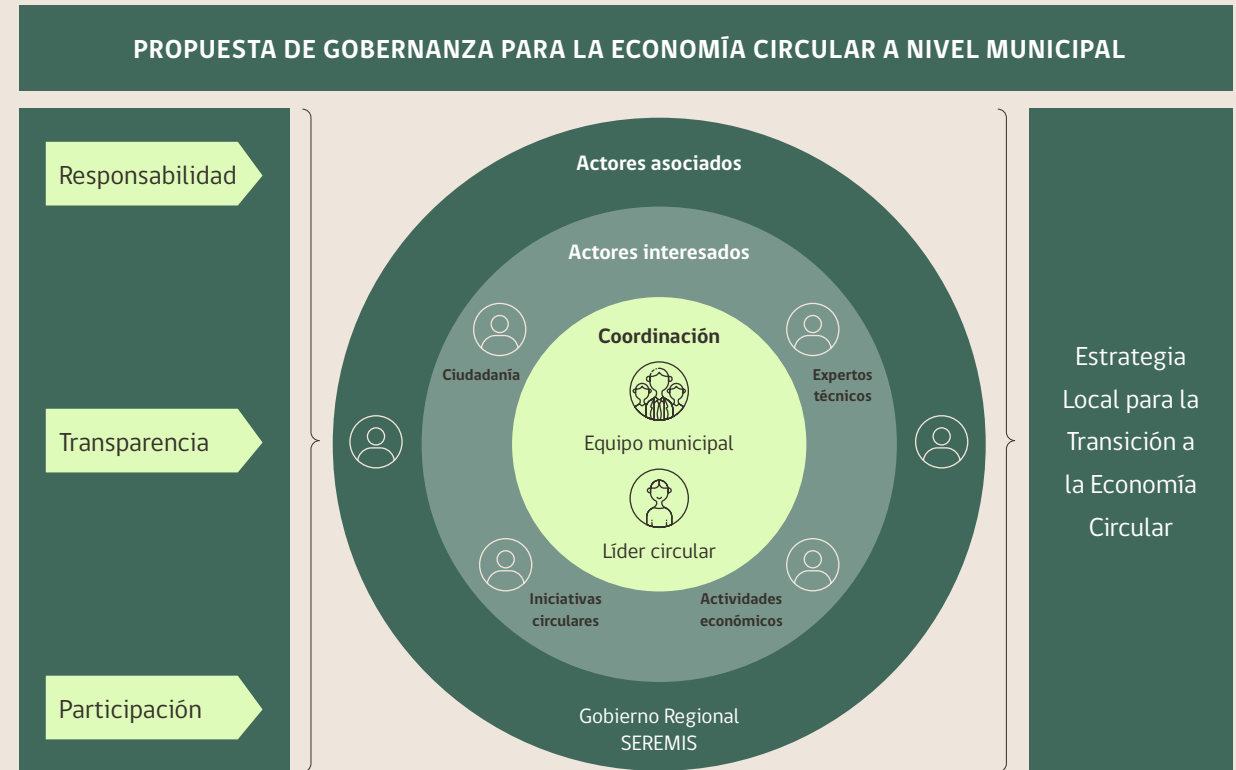 PROPUESTA DE GOBERNANZA PARA LA ECONOMÍA CIRCULAR A NIVEL MUNICIPAL
Responsabilidad
Transparencia
Participación
Actores asociados
Actores interesados
Coordinación
Ciudadanía
Expertos
técnicos
Equipo municipal
Líder circular
Iniciativas
circulares
Actividades
económicos
Gobierno Regional
SEREMIS
Estrategia
Local para la
Transición a
la Economía
Circular